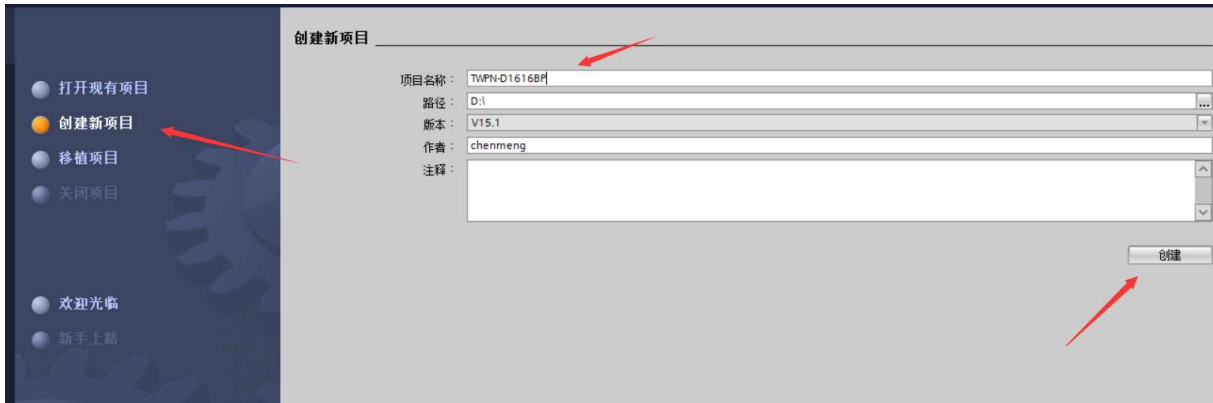 创建新项目
打开现有项目
创建新项目
移植项目
关闭项目
欢迎光临
新手上路
项目名称： TWPN-D1616BP
路径： D:\
...
版本： V15.1
作者： chenmeng
注释：
创建